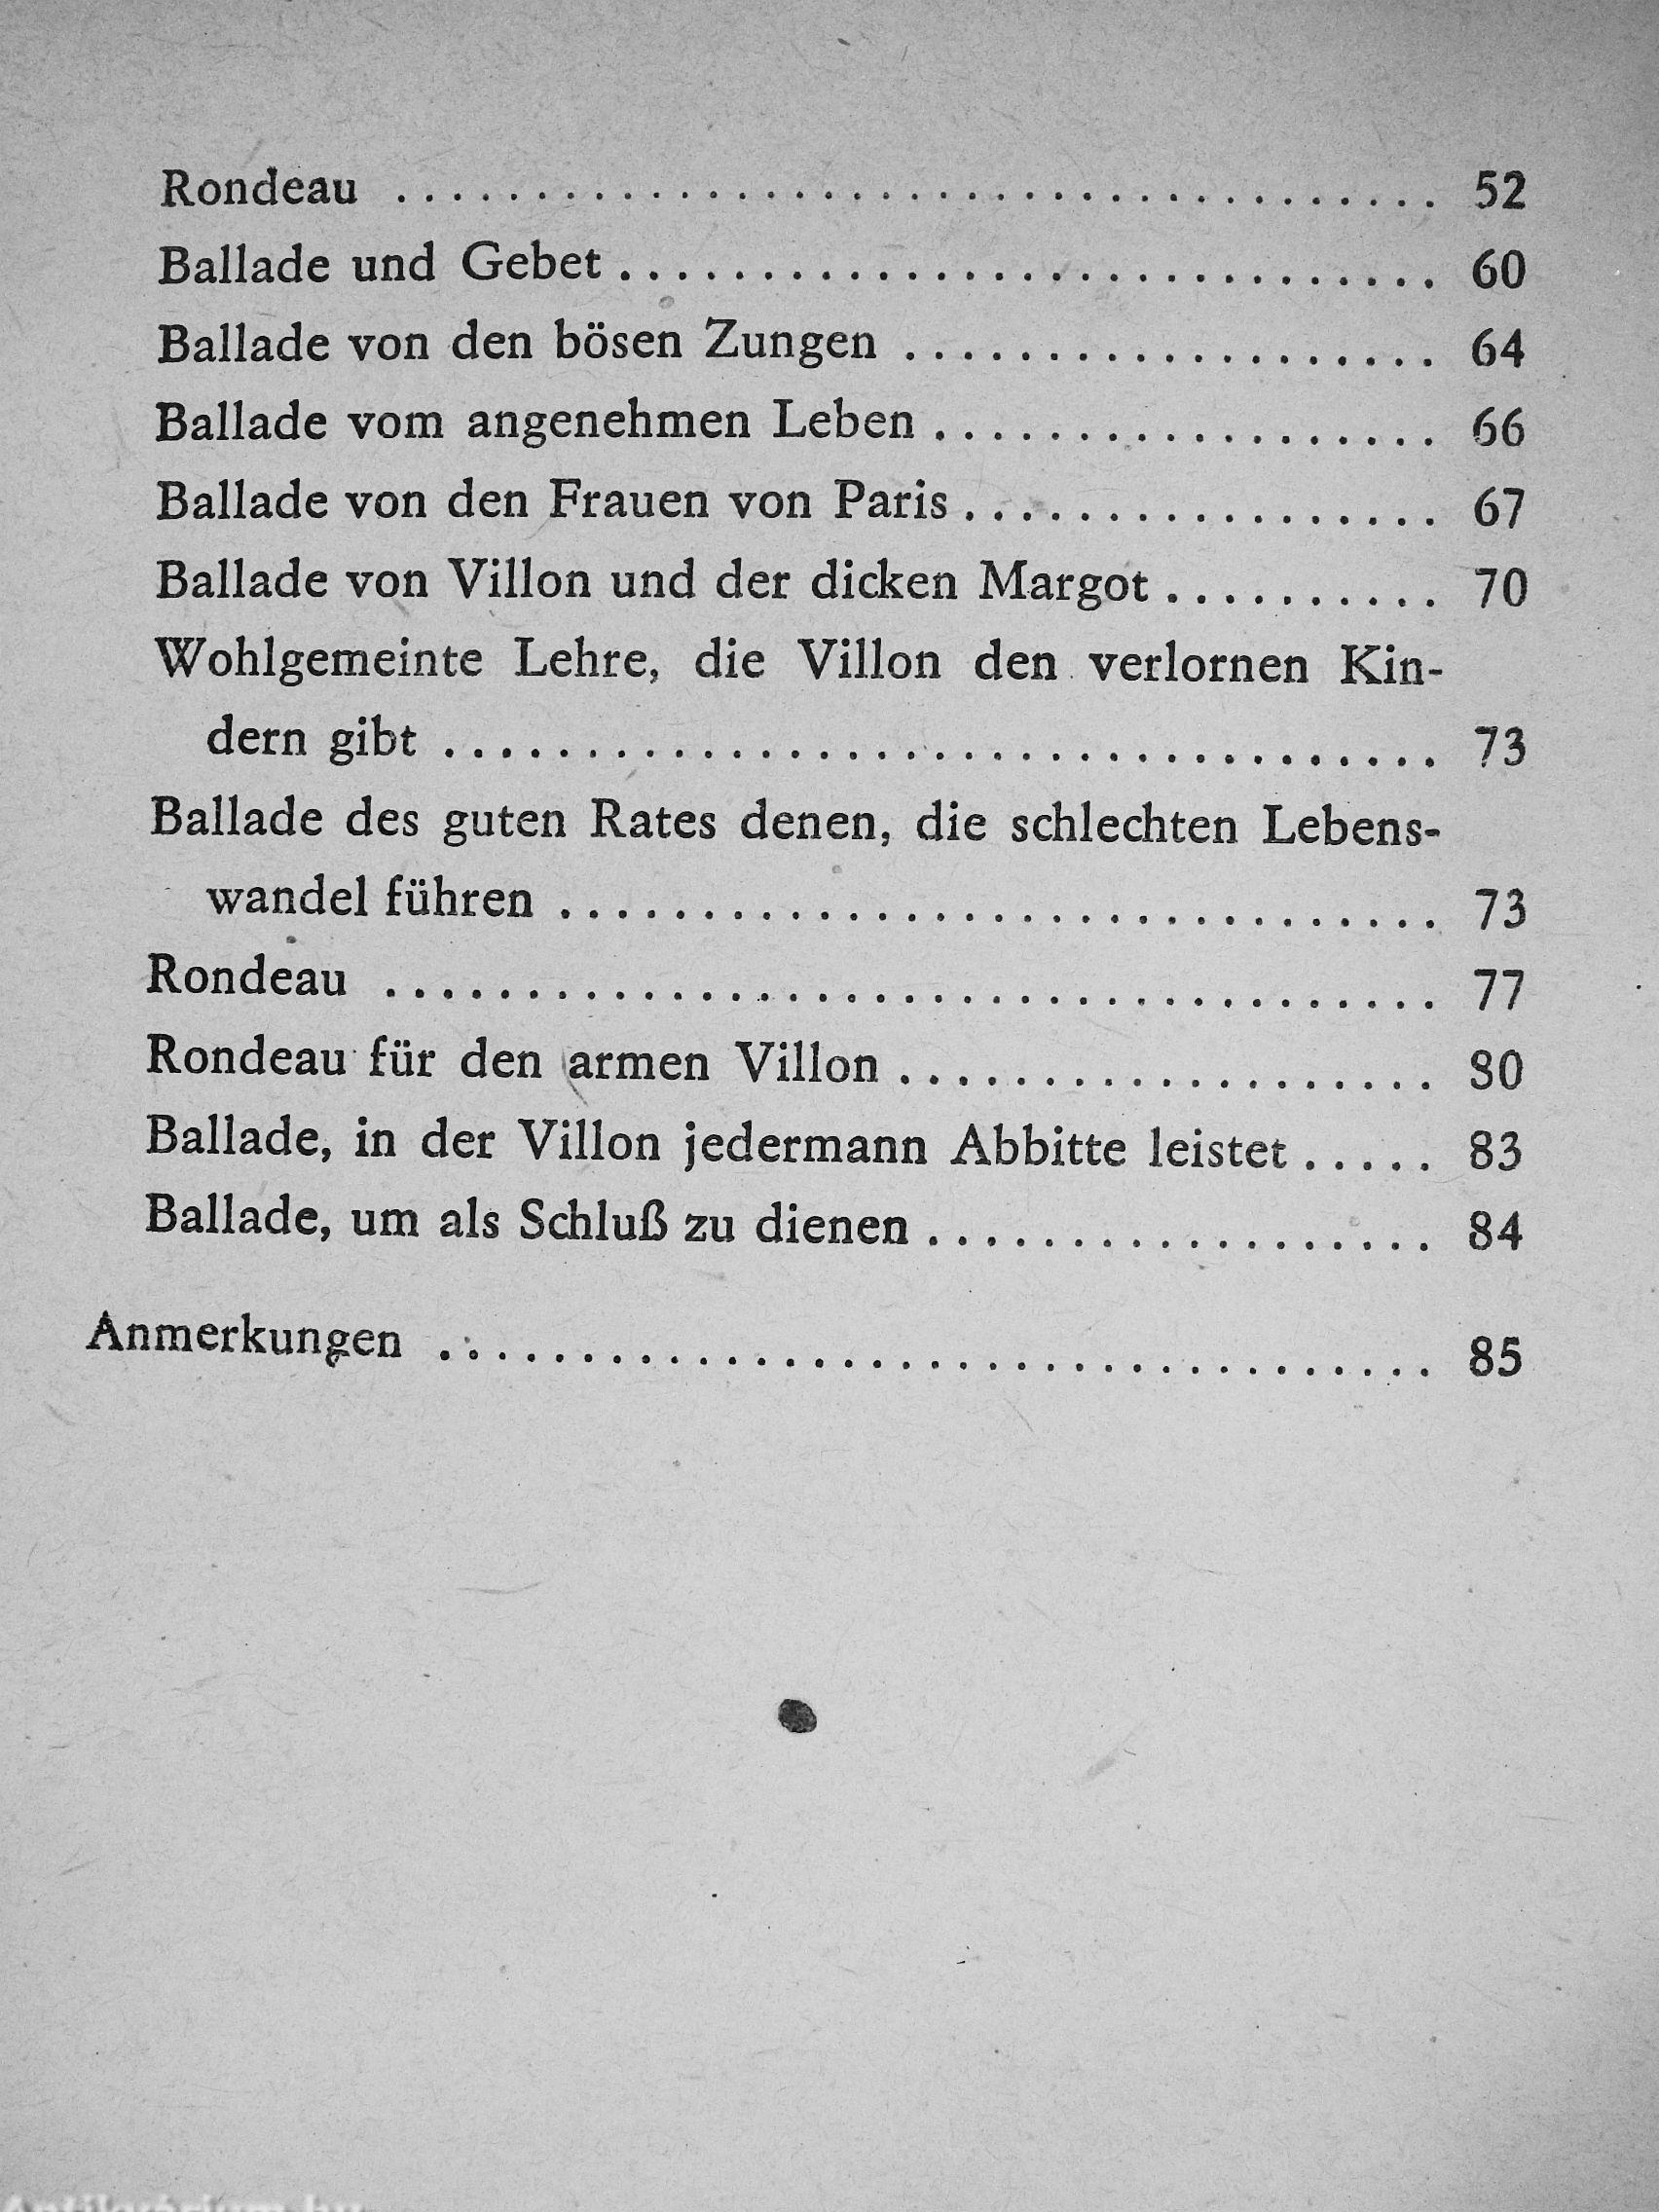 Rondeau ..................................... 52
Ballade und Gebet ............................. 60
Ballade von den bösen Zungen ................... 64
Ballade vom angenehmen Leben .................. 66
Ballade von den Frauen von Paris ................. 67
Ballade von Villon und der dicken Margot .......... 70
Wohlgemeinte Lehre, die Villon den verlornen Kin-
dern gibt ................................... 73
Ballade des guten Rates denen, die schlechten Lebens-
wandel führen ............................... 73
Rondeau ..................................... 77
Rondeau für den armen Villon ................... 80
Ballade, in der Villon jedermann Abbitte leistet ..... 83
Ballade, um als Schluß zu dienen .................. 84
Anmerkungen ................................... 85